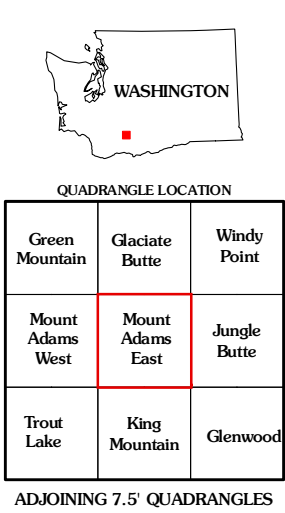 WASHINGTON
QUADRANGLE LOCATION
Green
Mountain
Glaciate
Butte
Windy
Point
Mount
Adams
West
Mount
Adams
East
Jungle
Butte
Trout
Lake
King
Mountain
Glenwood
ADJOINING 7.5' QUADRANGLES